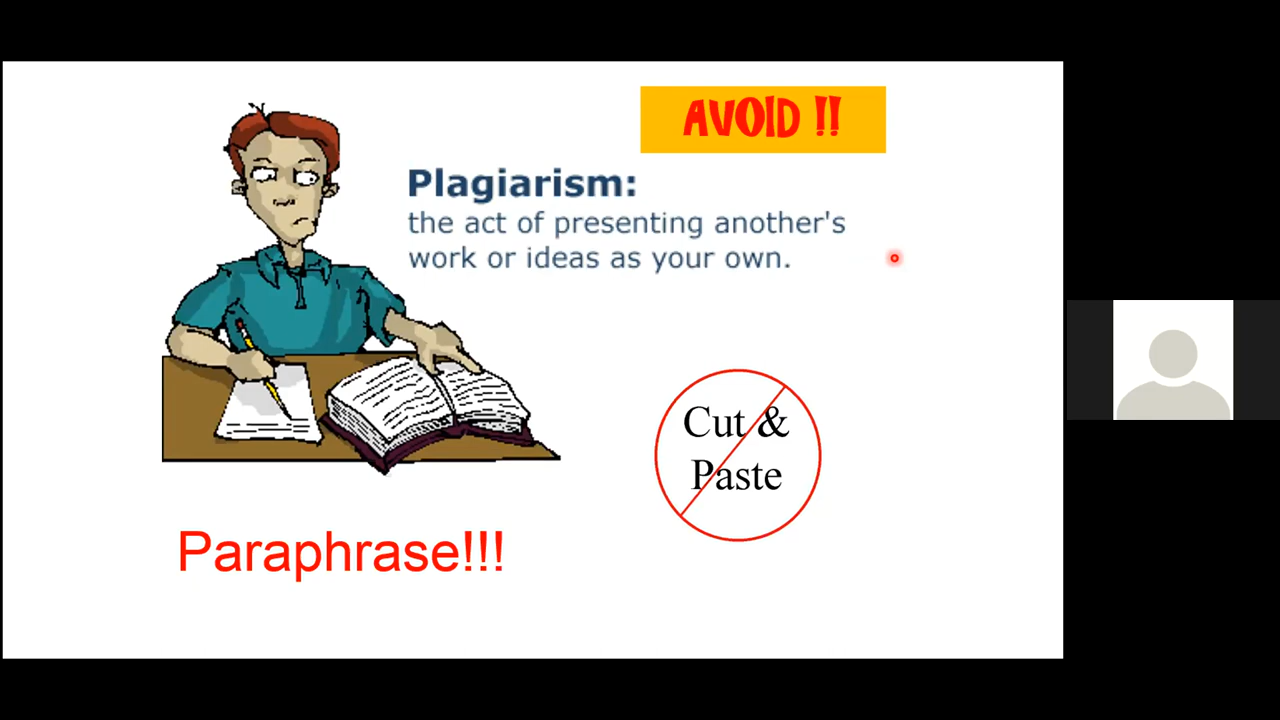 AVOID !!
Plagiarism:
the act of presenting another's
work or ideas as your own.
Cut &
Paste
Paraphrase!!!